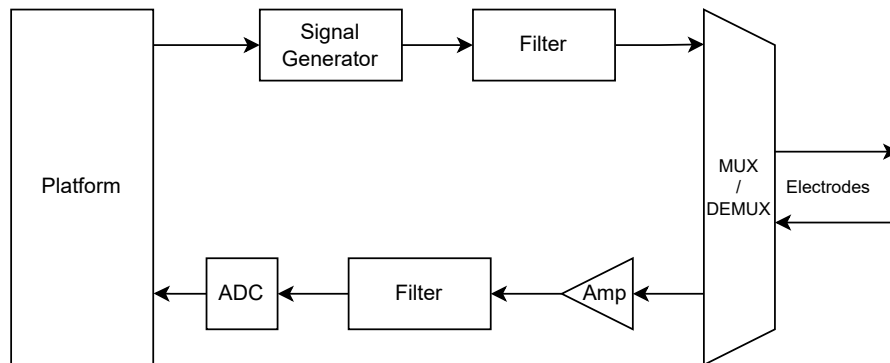 Signal
Generator
Filter
Platform
MUX
/
DEMUX
Electrodes
ADC
Filter
Amp